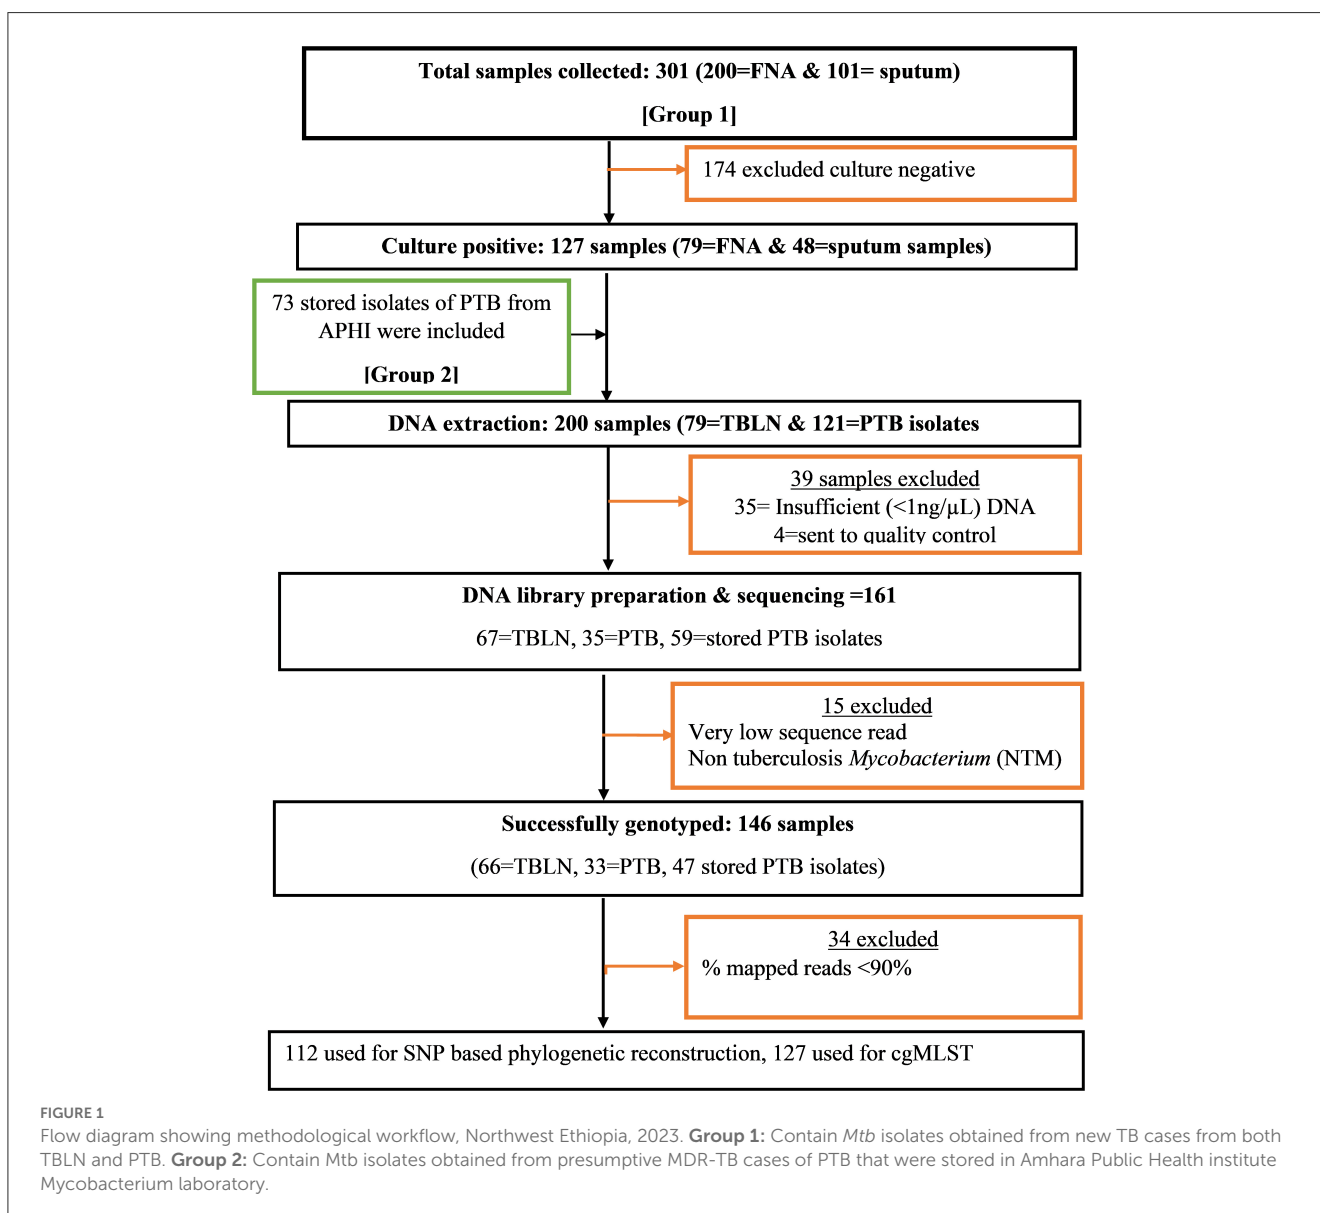 Total samples collected: 301 (200=FNA & 101= sputum)
[Group 1]
174 excluded culture negative
Culture positive: 127 samples (79=FNA & 48=sputum samples)
73 stored isolates of PTB from
APHI were included
[Group 2]
DNA extraction: 200 samples (79=TBLN & 121=PTB isolates
39 samples excluded
35= Insufficient (<1ng/µL) DNA
4=sent to quality control
DNA library preparation & sequencing =161
67=TBLN, 35=PTB, 59=stored PTB isolates
15 excluded
Very low sequence read
Non tuberculosis Mycobacterium (NTM)
Successfully genotyped: 146 samples
(66=TBLN, 33=PTB, 47 stored PTB isolates)
34 excluded
% mapped reads <90%
112 used for SNP based phylogenetic reconstruction, 127 used for cgMLST
FIGURE 1
Flow diagram showing methodological workflow, Northwest Ethiopia, 2023. Group 1: Contain Mtb isolates obtained from new TB cases from both
TBLN and PTB. Group 2: Contain Mtb isolates obtained from presumptive MDR-TB cases of PTB that were stored in Amhara Public Health institute
Mycobacterium laboratory.